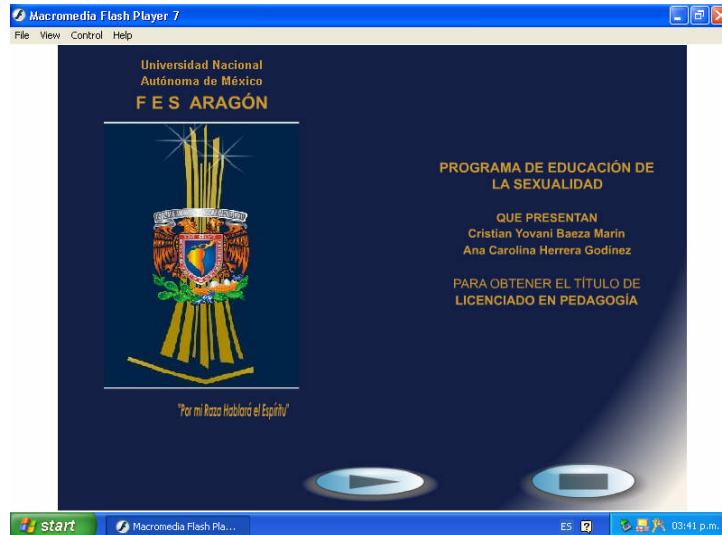 Macromedia Flash Player 7
File View Control Help
Universidad Nacional
Autónoma de México
F E S ARAGÓN
"Por mi Raza Hablará el Espíritu"
PROGRAMA DE EDUCACIÓN DE
LA SEXUALIDAD
QUE PRESENTAN
Cristian Yovani Baeza Marín
Ana Carolina Herrera Godínez
PARA OBTENER EL TÍTULO DE
LICENCIADO EN PEDAGOGÍA
start
Macromedia Flash Pla...
ES
03:41 p.m.